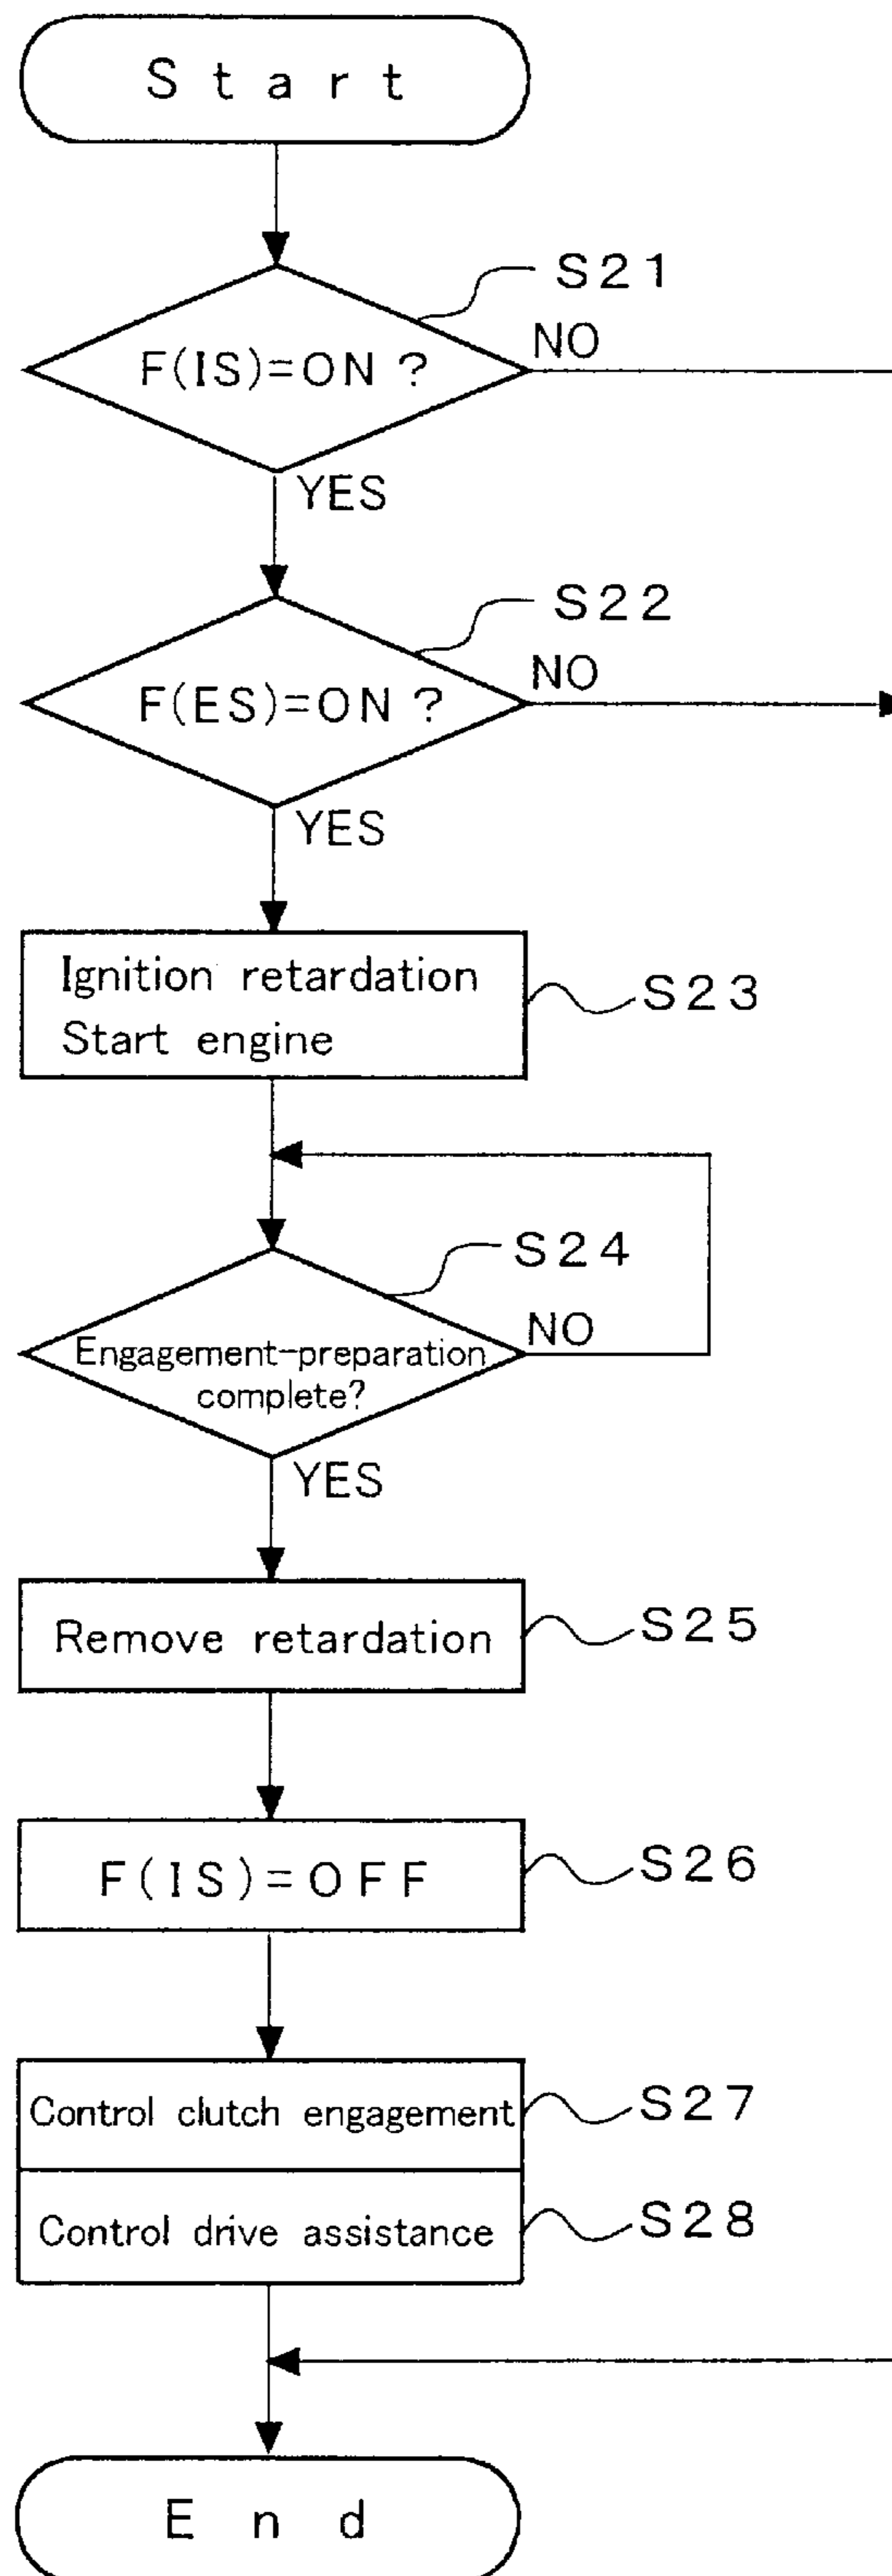 Start
S21
F(IS)=ON?
NO
YES
S22
F(ES)=ON?
NO
YES
Ignition retardation
Start engine
S23
S24
Engagement-preparation
complete?
NO
YES
Remove retardation
S25
F(IS)=OFF
S26
Control clutch engagement
S27
Control drive assistance
S28
End